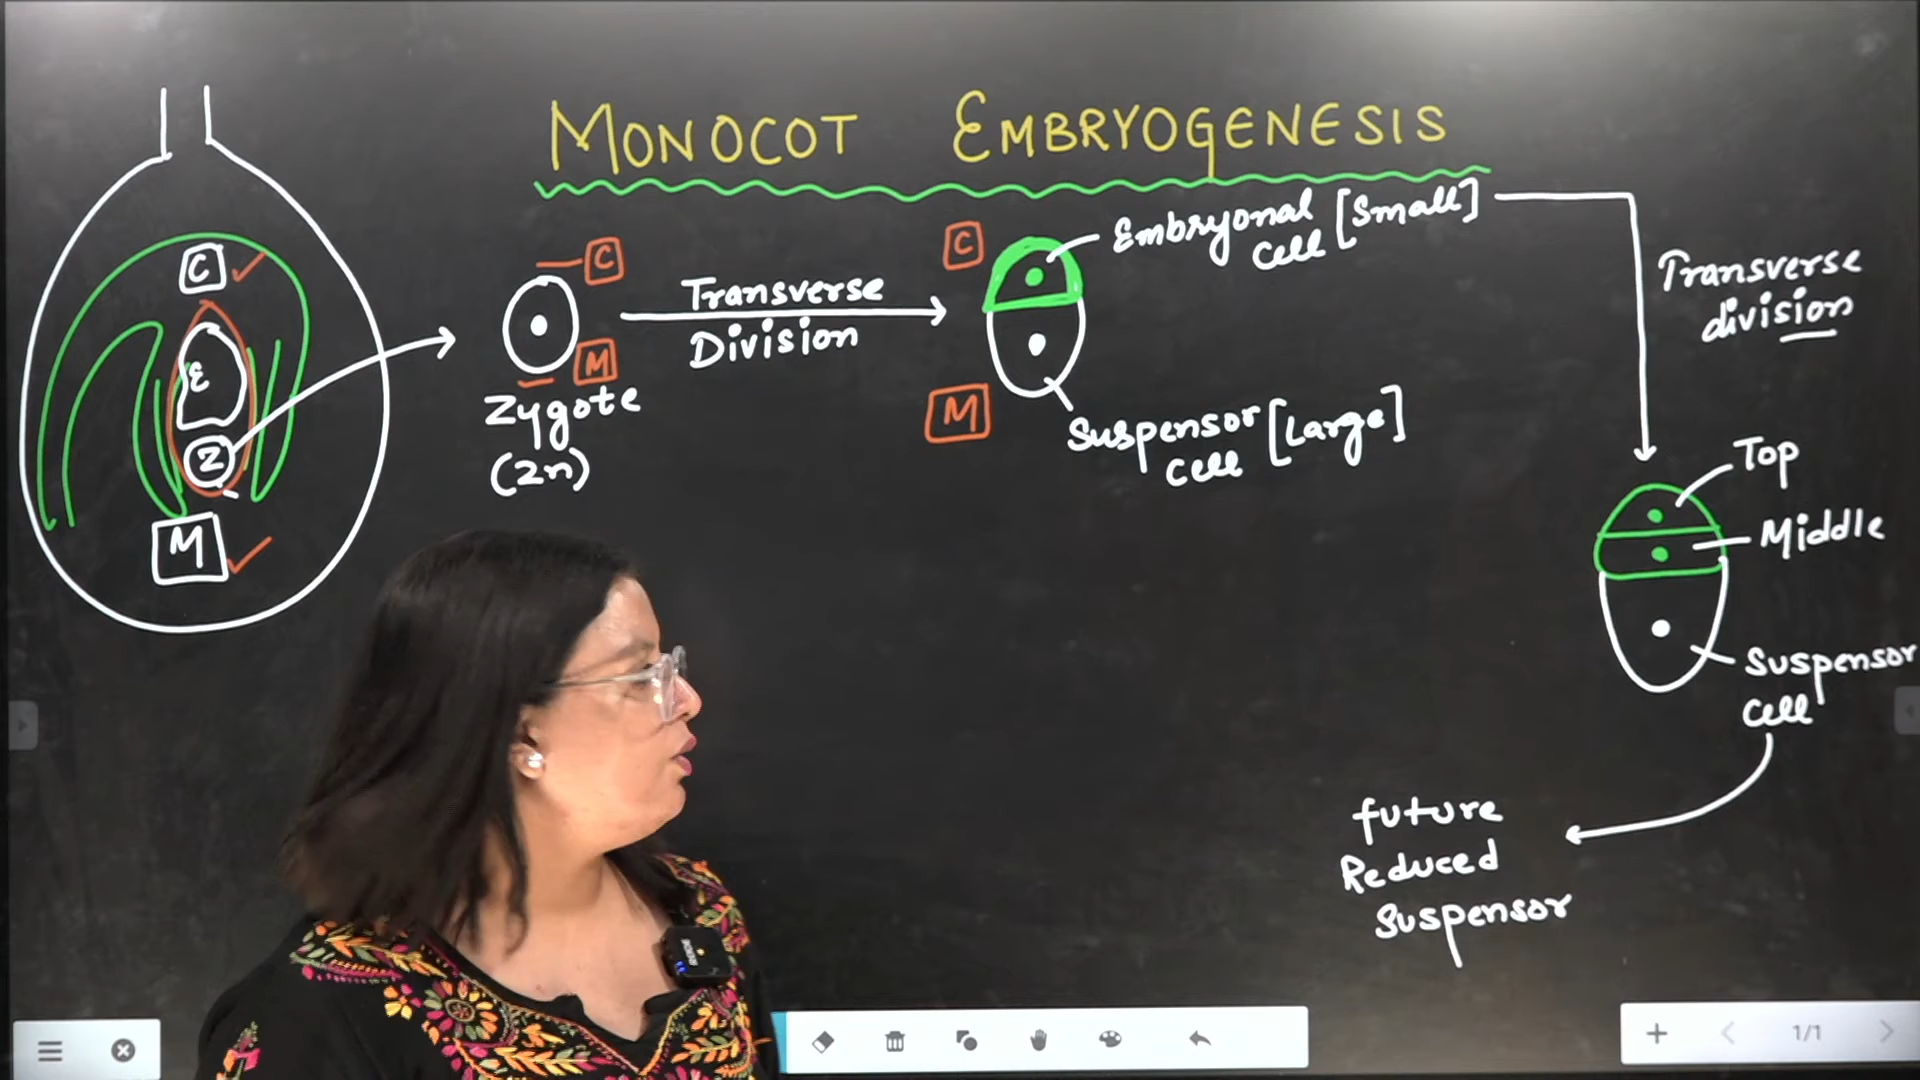 MONOCOT EMBRYOGENESIS
C
E
Z
M
C
M
Zygote
(2n)
Transverse
Division
C
M
Embryonal [Small]
cell
Suspensor [Large]
cell
Transverse
division
Top
Middle
Suspensor
cell
future
Reduced
Suspensor
1/1